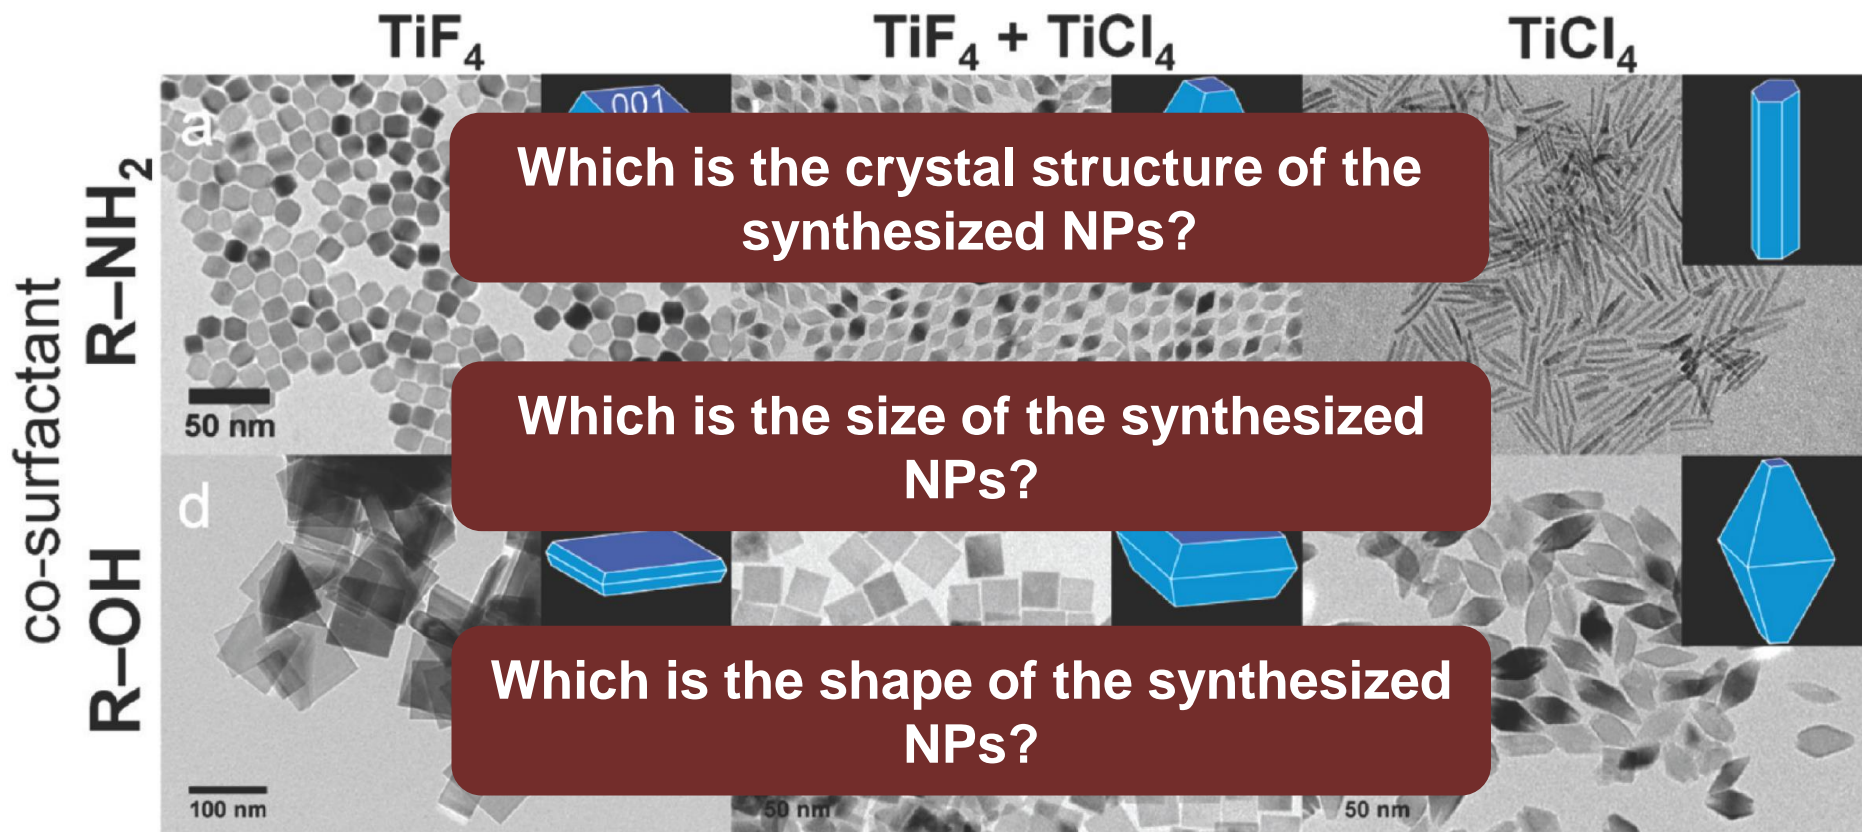 TiF₄
TiF₄ + TiCl₄
TiCl₄
co-surfactant
R–NH₂
R–OH
a
001
Which is the crystal structure of the
synthesized NPs?
50 nm
Which is the size of the synthesized
NPs?
d
Which is the shape of the synthesized
NPs?
100 nm
50 nm
50 nm